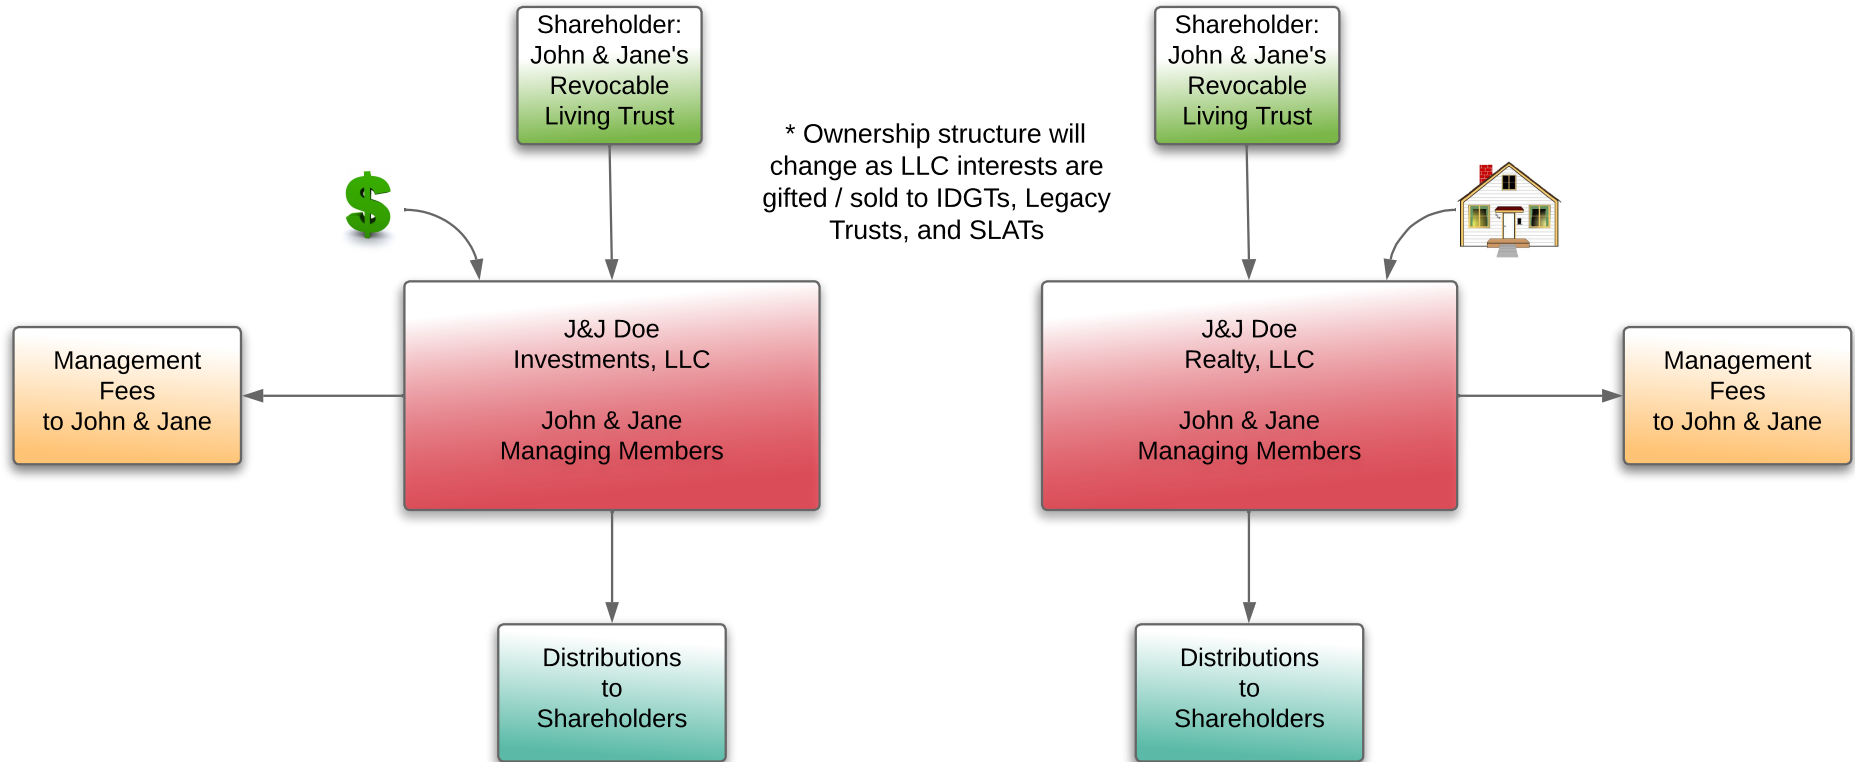 Shareholder:
John & Jane's
Revocable
Living Trust
Shareholder:
John & Jane's
Revocable
Living Trust
* Ownership structure will
change as LLC interests are
gifted / sold to IDGTs, Legacy
Trusts, and SLATs
Management
Fees
to John & Jane
J&J Doe
Investments, LLC
John & Jane
Managing Members
J&J Doe
Realty, LLC
John & Jane
Managing Members
Management
Fees
to John & Jane
Distributions
to
Shareholders
Distributions
to
Shareholders